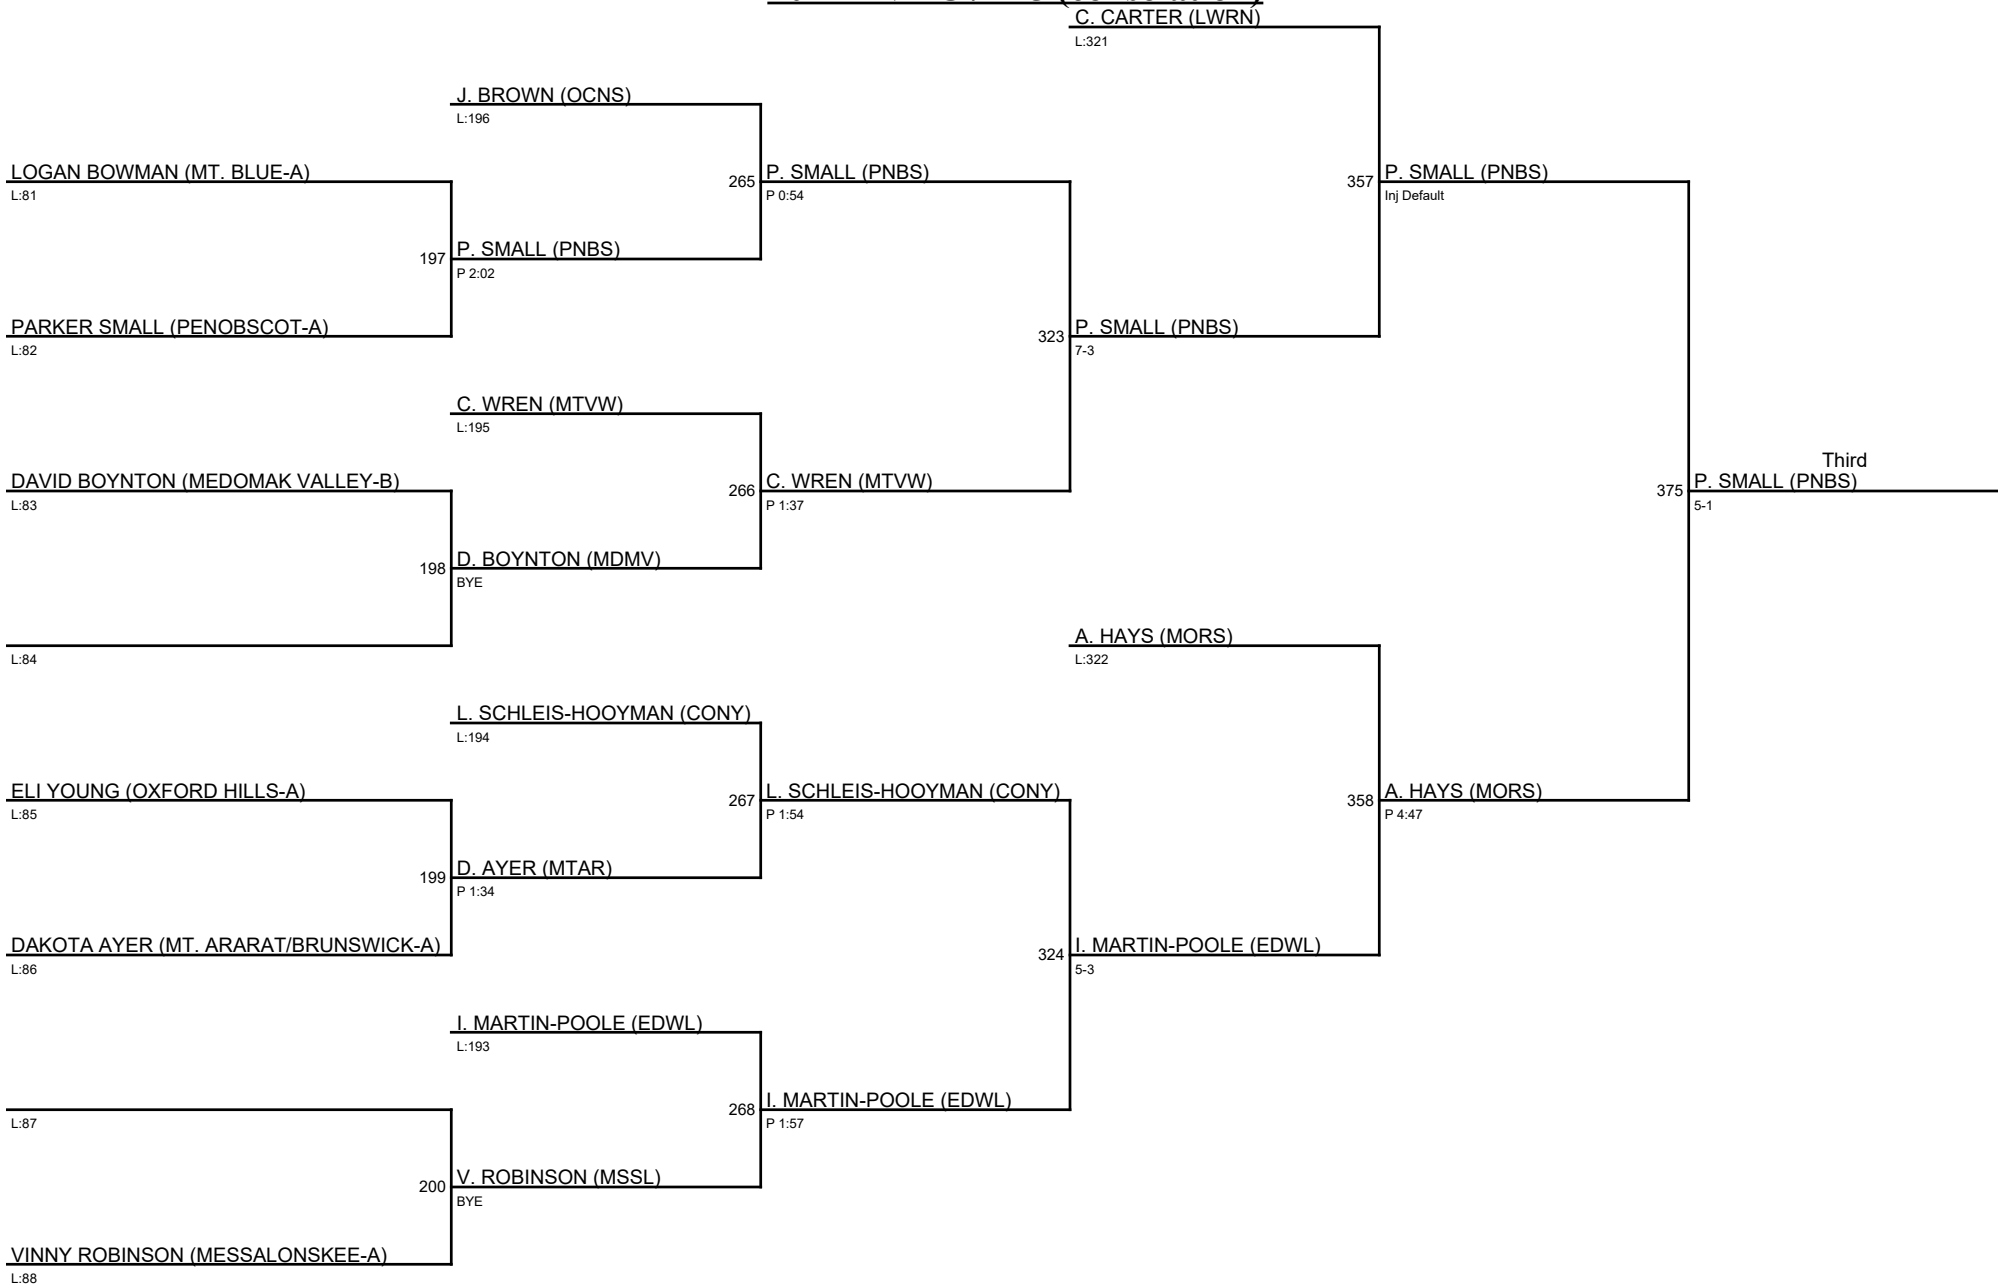 C. CARTER (LWRN)
L:321
J. BROWN (OCNS)
L:196
LOGAN BOWMAN (MT. BLUE-A)
L:81
265 P. SMALL (PNBS)
P 0:54
357 P. SMALL (PNBS)
Inj Default
197 P. SMALL (PNBS)
P 2:02
PARKER SMALL (PENOBSCOT-A)
L:82
323 P. SMALL (PNBS)
7-3
C. WREN (MTVW)
L:195
Third
DAVID BOYNTON (MEDOMAK VALLEY-B)
L:83
266 C. WREN (MTVW)
P 1:37
375 P. SMALL (PNBS)
5-1
198 D. BOYNTON (MDMV)
BYE
L:84
A. HAYS (MORS)
L:322
L. SCHLEIS-HOOYMAN (CONY)
L:194
ELI YOUNG (OXFORD HILLS-A)
L:85
267 L. SCHLEIS-HOOYMAN (CONY)
P 1:54
358 A. HAYS (MORS)
P 4:47
199 D. AYER (MTAR)
P 1:34
DAKOTA AYER (MT. ARARAT/BRUNSWICK-A)
L:86
324 I. MARTIN-POOLE (EDWL)
5-3
I. MARTIN-POOLE (EDWL)
L:193
L:87
268 I. MARTIN-POOLE (EDWL)
P 1:57
200 V. ROBINSON (MSSL)
BYE
VINNY ROBINSON (MESSALONSKEE-A)
L:88